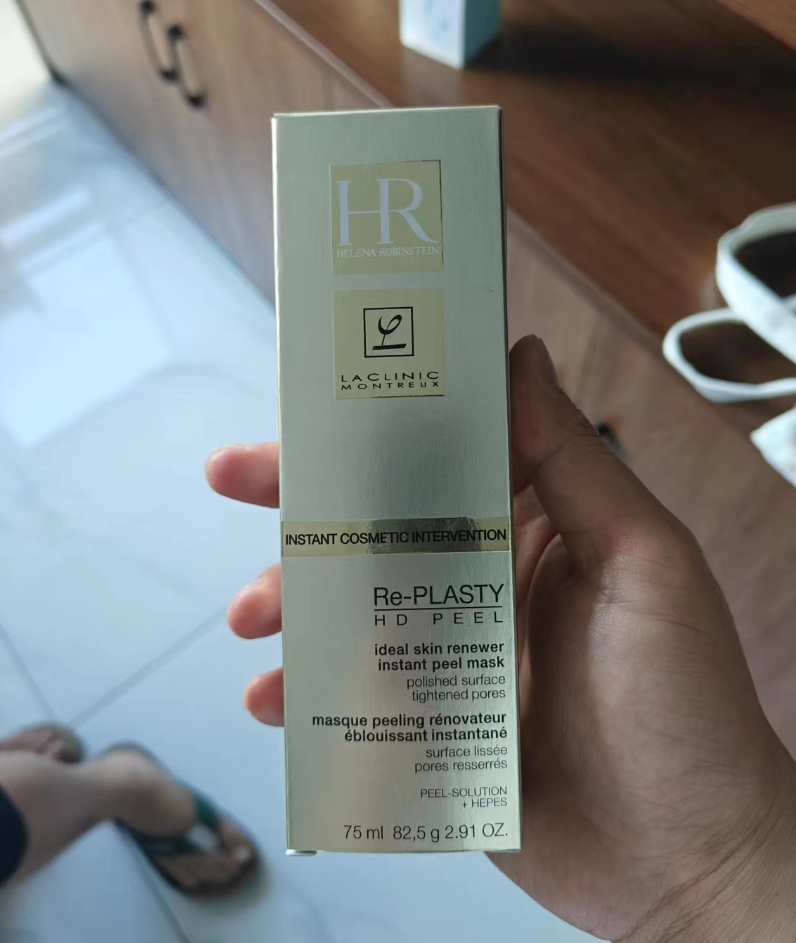 HR
HELENA RUBINSTEIN
LACLINIC
MONTREUX
INSTANT COSMETIC INTERVENTION
Re-PLASTY
HD PEEL
ideal skin renewer
instant peel mask
polished surface
tightened pores
masque peeling rénovateur
éblouissant instantané
surface lissée
pores resserrés
PEEL-SOLUTION
+ HEPES
75 ml 82,5 g 2.91 OZ.